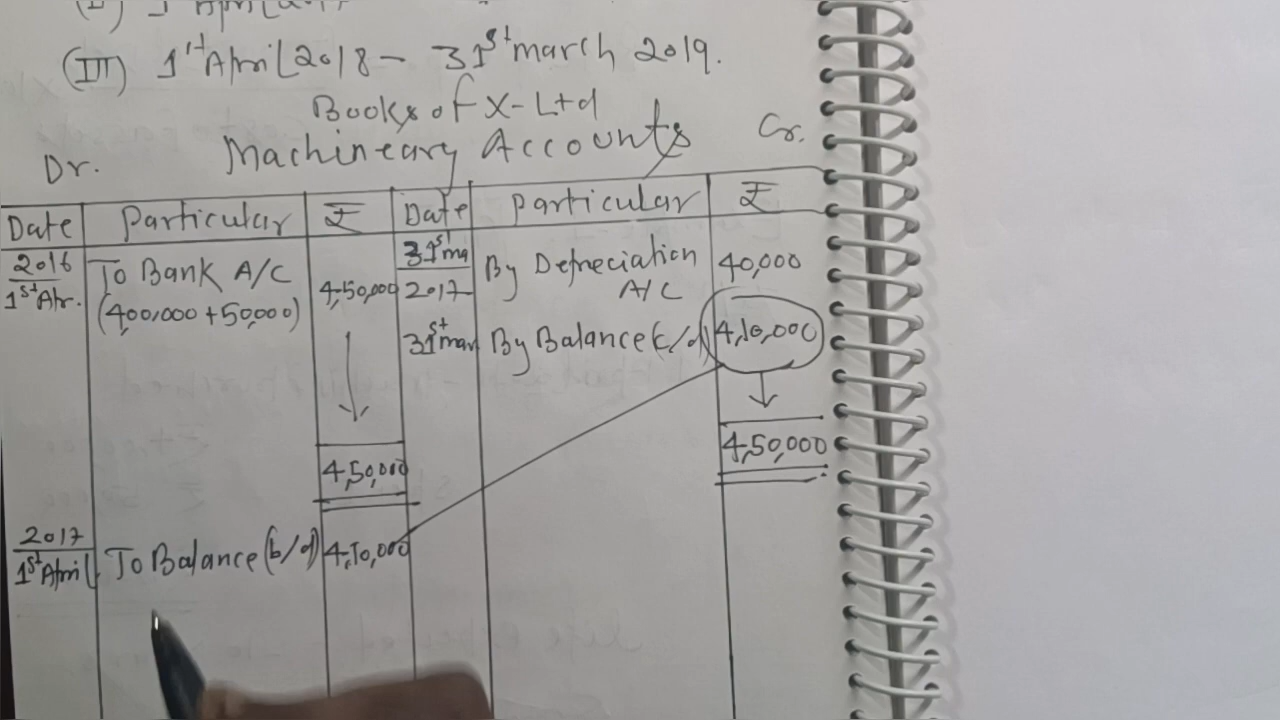 (III) 1st April 2018 - 31st march 2019.
Books of X-Ltd
Machineary Accounts
Dr. Cr.
Date Particular ₹ Date Particular ₹
2016 To Bank A/C 31st ma By Depreciation 40,000
1st Apr. (400,000 + 50,000) 4,50,000 2017 A/C
31st mar By Balance (c/d) 4,10,000
4,50,000 4,50,000
2017
1st April To Balance (b/d) 4,10,000